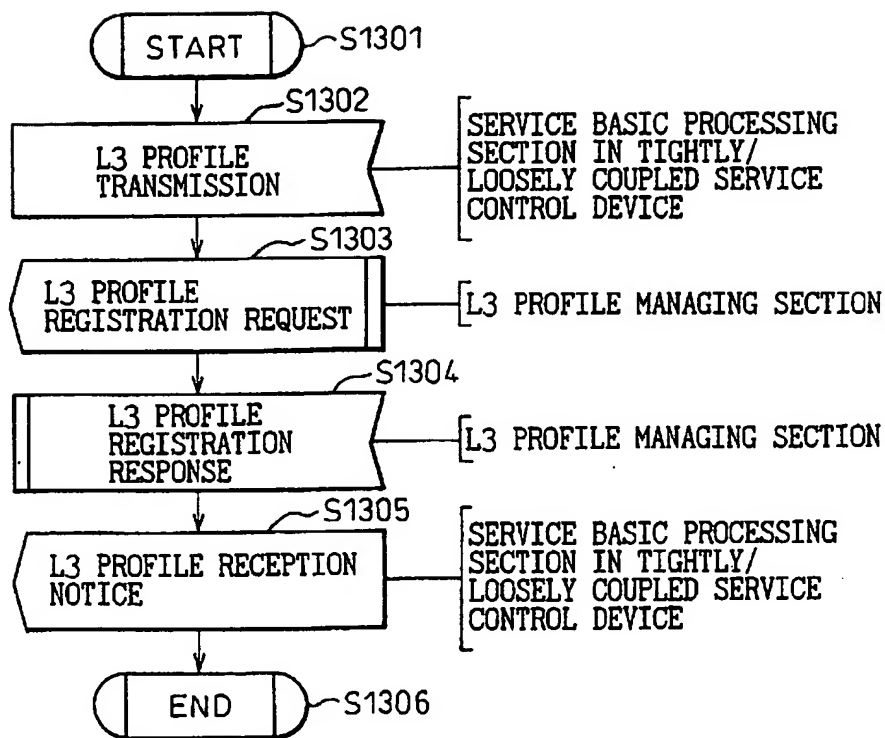 START
S1301
S1302
L3 PROFILE
TRANSMISSION
SERVICE BASIC PROCESSING
SECTION IN TIGHTLY/
LOOSELY COUPLED SERVICE
CONTROL DEVICE
S1303
L3 PROFILE
REGISTRATION REQUEST
L3 PROFILE MANAGING SECTION
S1304
L3 PROFILE
REGISTRATION
RESPONSE
L3 PROFILE MANAGING SECTION
S1305
L3 PROFILE RECEPTION
NOTICE
SERVICE BASIC PROCESSING
SECTION IN TIGHTLY/
LOOSELY COUPLED SERVICE
CONTROL DEVICE
END
S1306